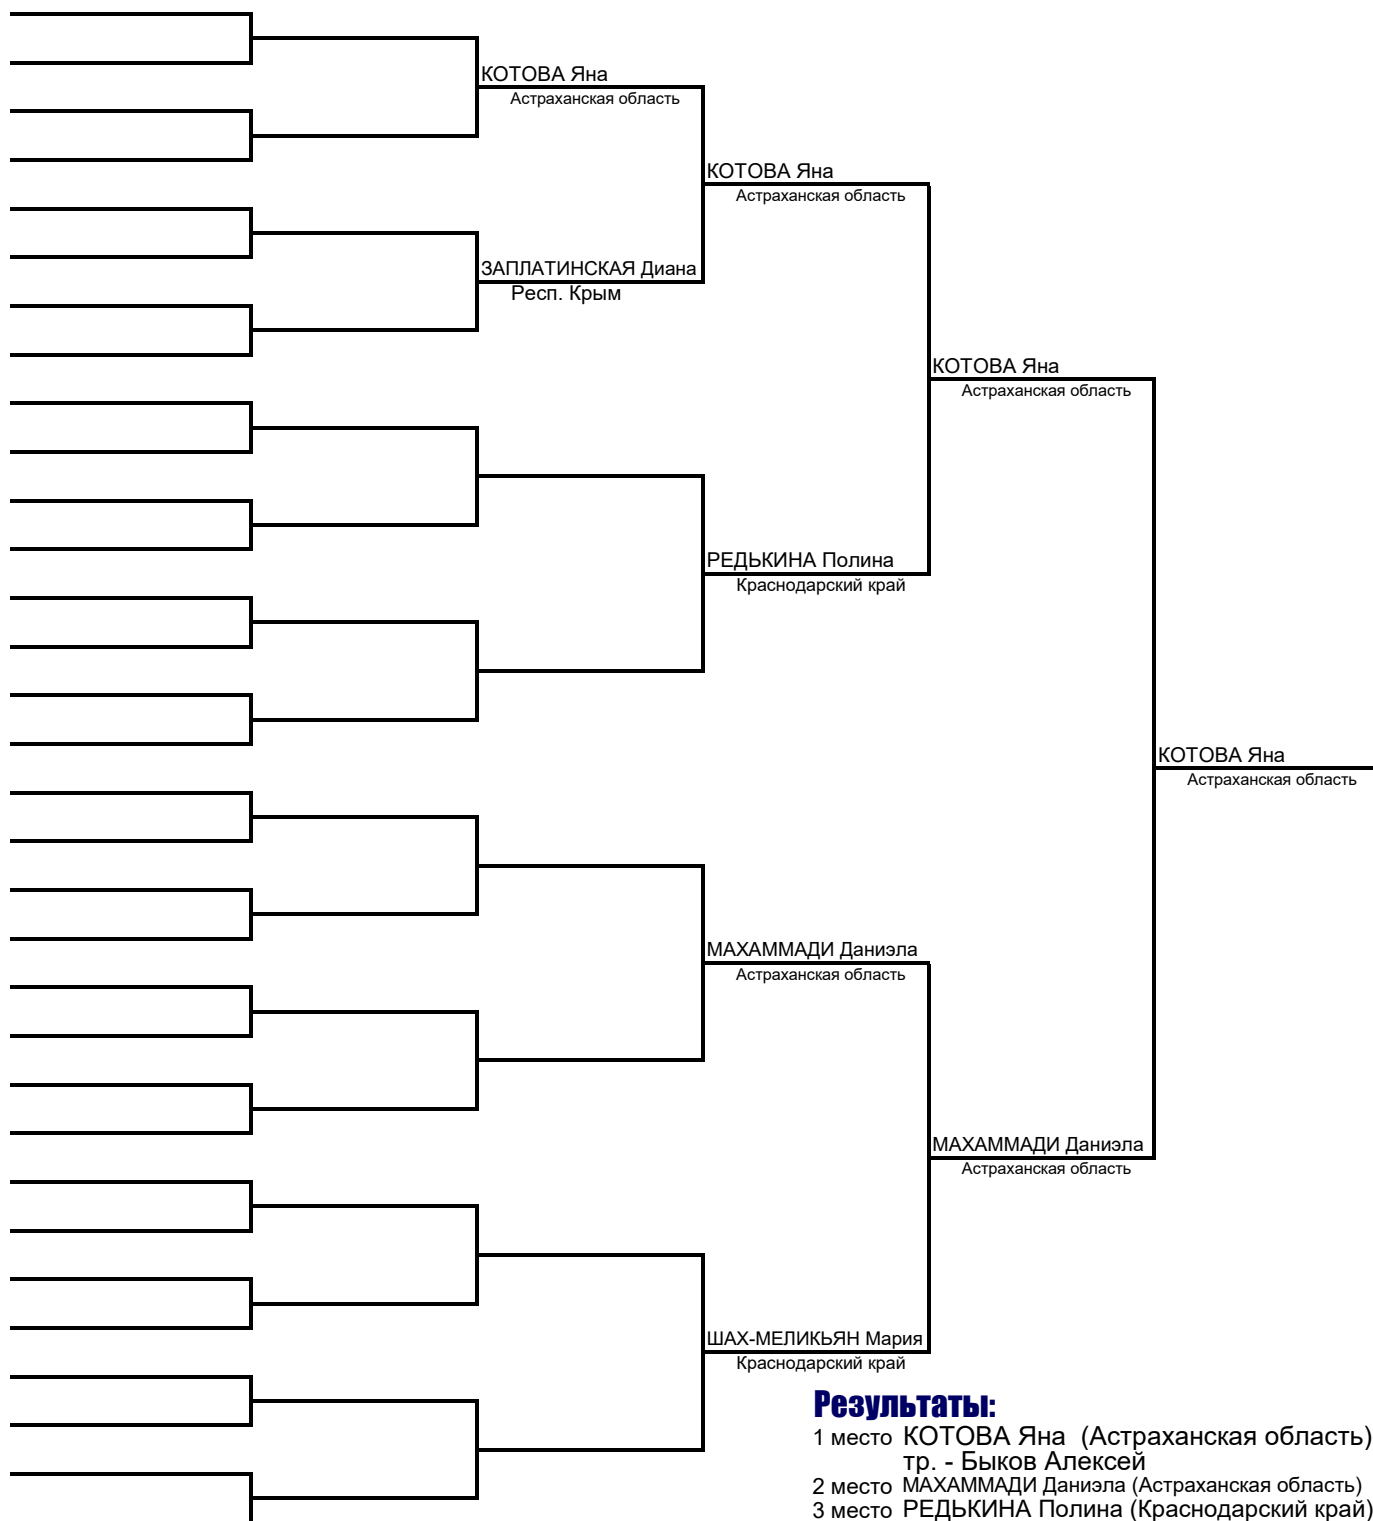 КОТОВА Яна
Астраханская область
КОТОВА Яна
Астраханская область
ЗАПЛАТИНСКАЯ Диана
Респ. Крым
КОТОВА Яна
Астраханская область
РЕДЬКИНА Полина
Краснодарский край
КОТОВА Яна
Астраханская область
МАХАММАДИ Даниэла
Астраханская область
МАХАММАДИ Даниэла
Астраханская область
ШАХ-МЕЛИКЬЯН Мария
Краснодарский край
Результаты:
1 место КОТОВА Яна (Астраханская область)
тр. - Быков Алексей
2 место МАХАММАДИ Даниэла (Астраханская область)
3 место РЕДЬКИНА Полина (Краснодарский край)